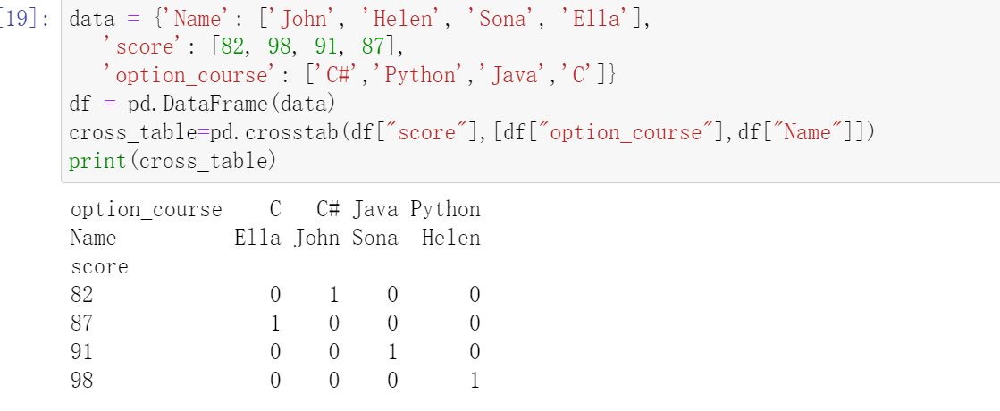 [19]: data = {'Name': ['John', 'Helen', 'Sona', 'Ella'],
'score': [82, 98, 91, 87],
'option_course': ['C#','Python','Java','C']}
df = pd.DataFrame(data)
cross_table=pd.crosstab(df["score"],[df["option_course"],df["Name"]])
print(cross_table)
option_course C C# Java Python
Name Ella John Sona Helen
score
82 0 1 0 0
87 1 0 0 0
91 0 0 1 0
98 0 0 0 1